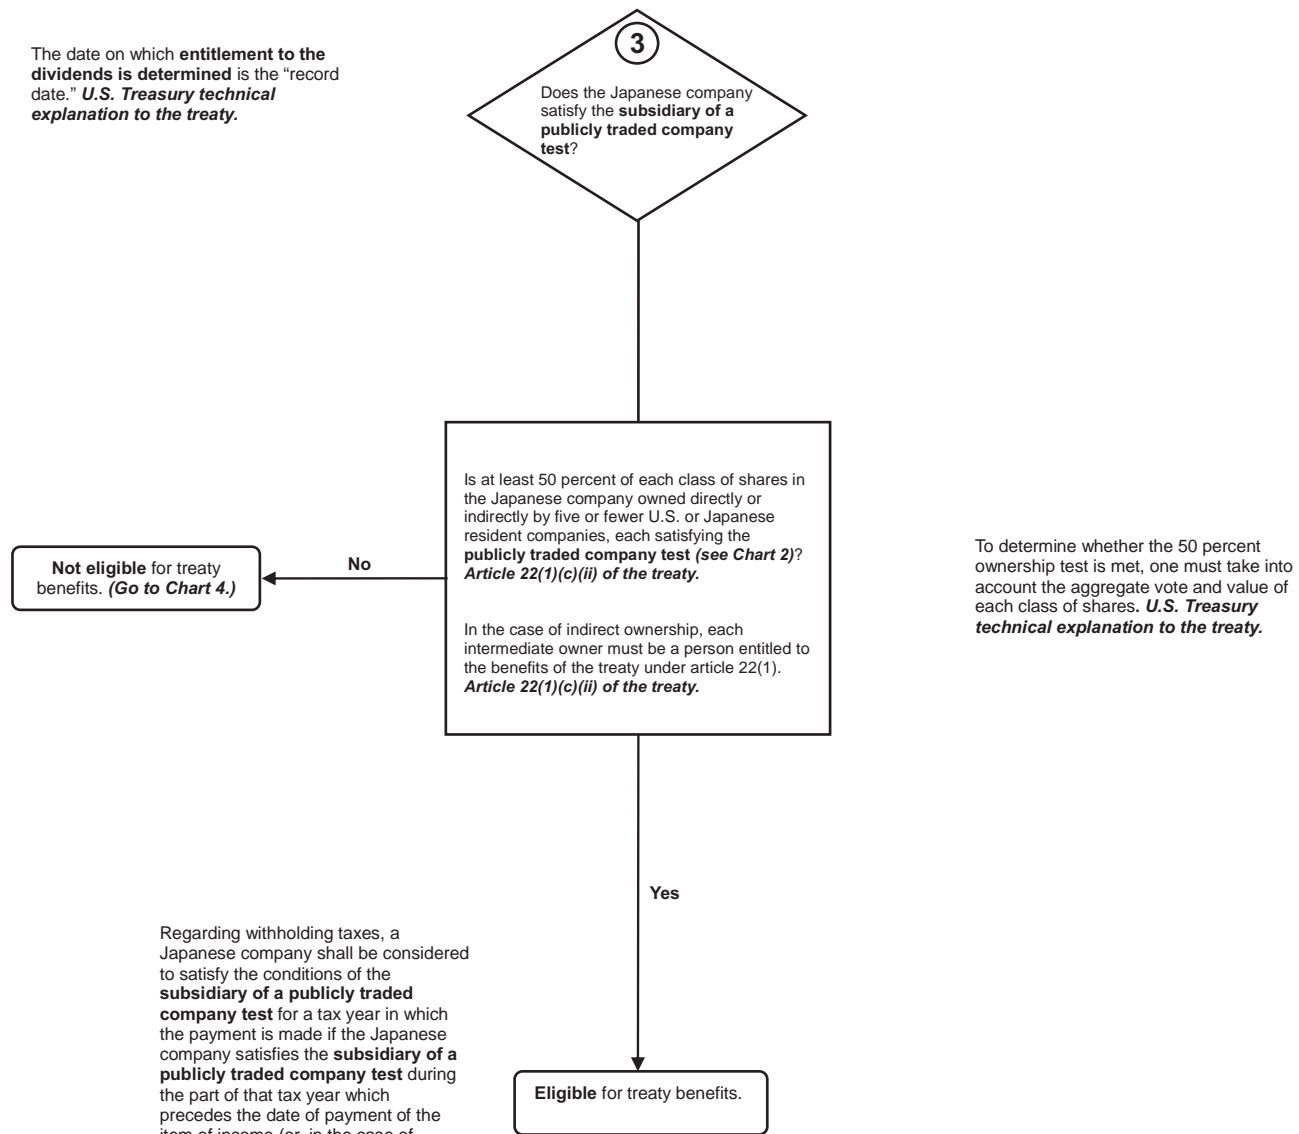 The date on which entitlement to the
dividends is determined is the “record
date.” U.S. Treasury technical
explanation to the treaty.
3
Does the Japanese company
satisfy the subsidiary of a
publicly traded company
test?
Is at least 50 percent of each class of shares in
the Japanese company owned directly or
indirectly by five or fewer U.S. or Japanese
resident companies, each satisfying the
publicly traded company test (see Chart 2)?
Article 22(1)(c)(ii) of the treaty.
In the case of indirect ownership, each
intermediate owner must be a person entitled to
the benefits of the treaty under article 22(1).
Article 22(1)(c)(ii) of the treaty.
No
Not eligible for treaty
benefits. (Go to Chart 4.)
To determine whether the 50 percent
ownership test is met, one must take into
account the aggregate vote and value of
each class of shares. U.S. Treasury
technical explanation to the treaty.
Yes
Regarding withholding taxes, a
Japanese company shall be considered
to satisfy the conditions of the
subsidiary of a publicly traded
company test for a tax year in which
the payment is made if the Japanese
company satisfies the subsidiary of a
publicly traded company test during
the part of that tax year which
precedes the date of payment of the
item of income (or, in the case of
Eligible for treaty benefits.